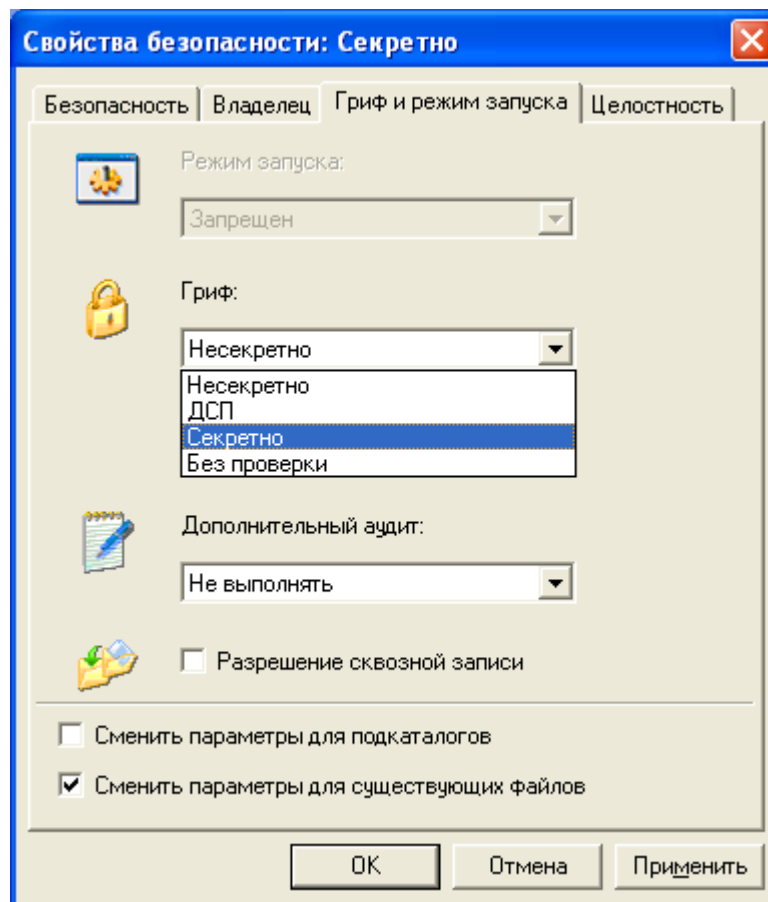 Свойства безопасности: Секретно
Безопасность Владелец Гриф и режим запуска Целостность
Режим запуска:
Запрещен
Гриф:
Несекретно
Несекретно
ДСП
Секретно
Без проверки
Дополнительный аудит:
Не выполнять
Разрешение сквозной записи
Сменить параметры для подкаталогов
Сменить параметры для существующих файлов
OK Отмена Применить